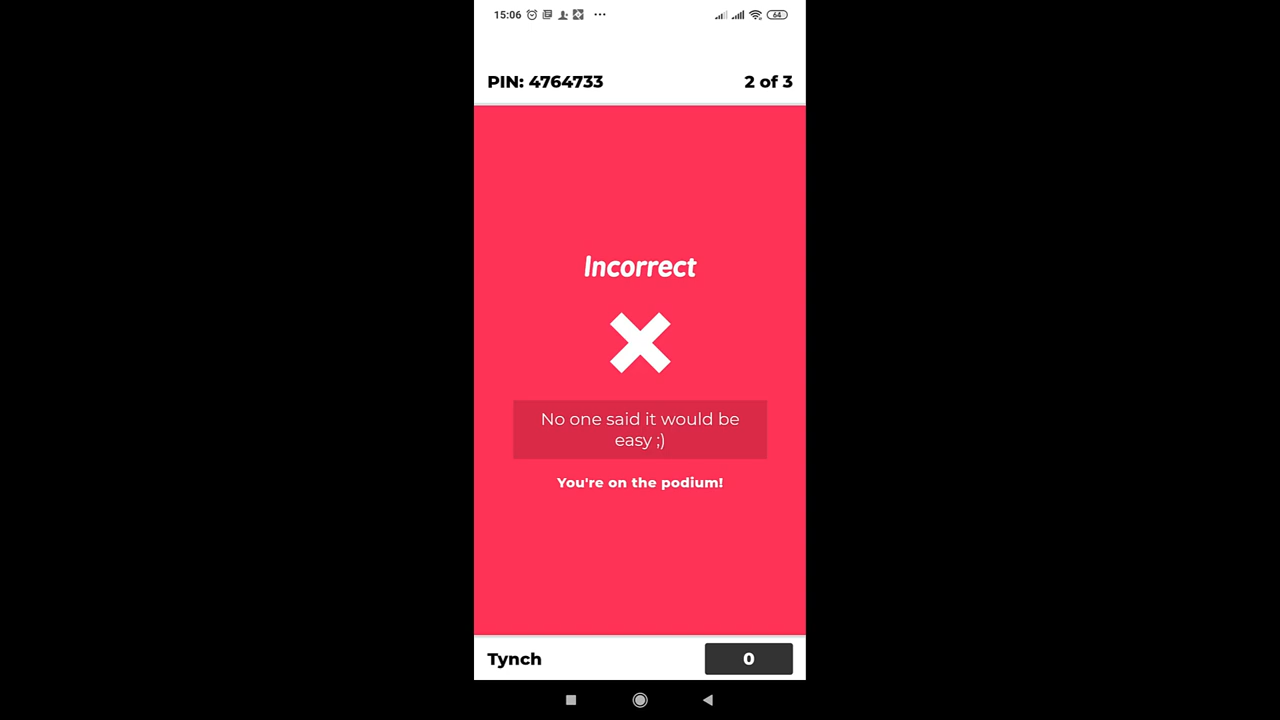 15:06 ... 64
PIN: 4764733 2 of 3
Incorrect
No one said it would be
easy ;)
You're on the podium!
Tynch 0